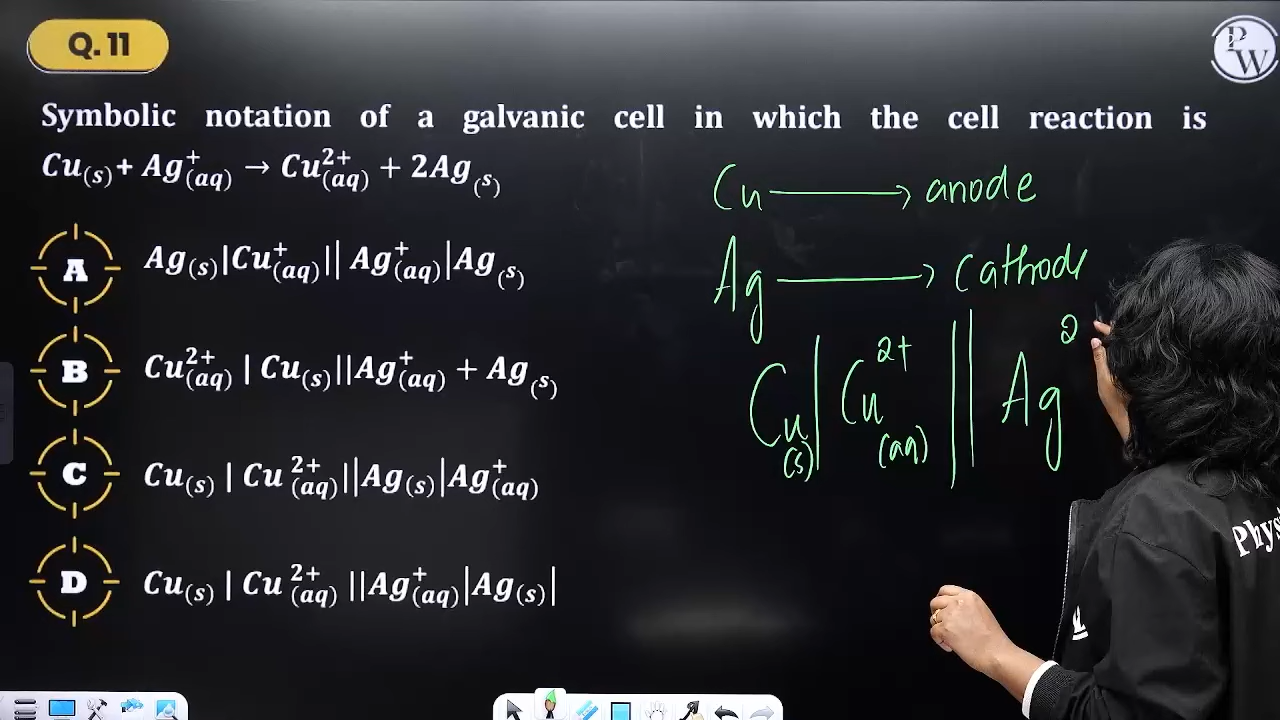 Q. 11
PW
Symbolic notation of a galvanic cell in which the cell reaction is
Cu(s) + Ag⁺(aq) → Cu²⁺(aq) + 2Ag(s)
A Ag(s)|Cu⁺(aq)|| Ag⁺(aq)|Ag(s)
B Cu²⁺(aq) | Cu(s)||Ag⁺(aq) + Ag(s)
C Cu(s) | Cu ²⁺(aq)||Ag(s)|Ag⁺(aq)
D Cu(s) | Cu ²⁺(aq) ||Ag⁺(aq)|Ag(s)|
Cu → anode
Ag → Cathode
Cu(s) | Cu²⁺(aq) || Ag²